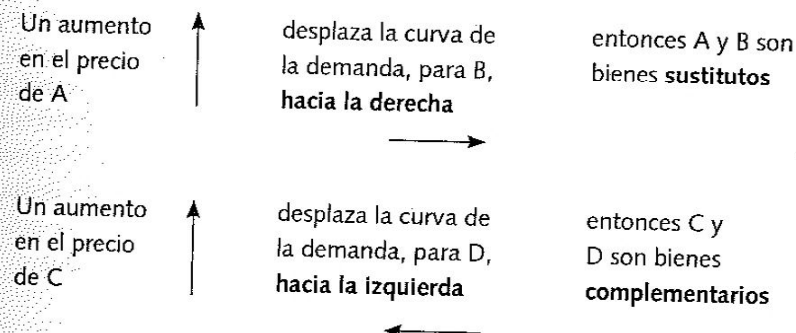 Un aumento
en el precio
de A
desplaza la curva de
la demanda, para B,
hacia la derecha
entonces A y B son
bienes sustitutos
Un aumento
en el precio
de C
desplaza la curva de
la demanda, para D,
hacia la izquierda
entonces C y
D son bienes
complementarios